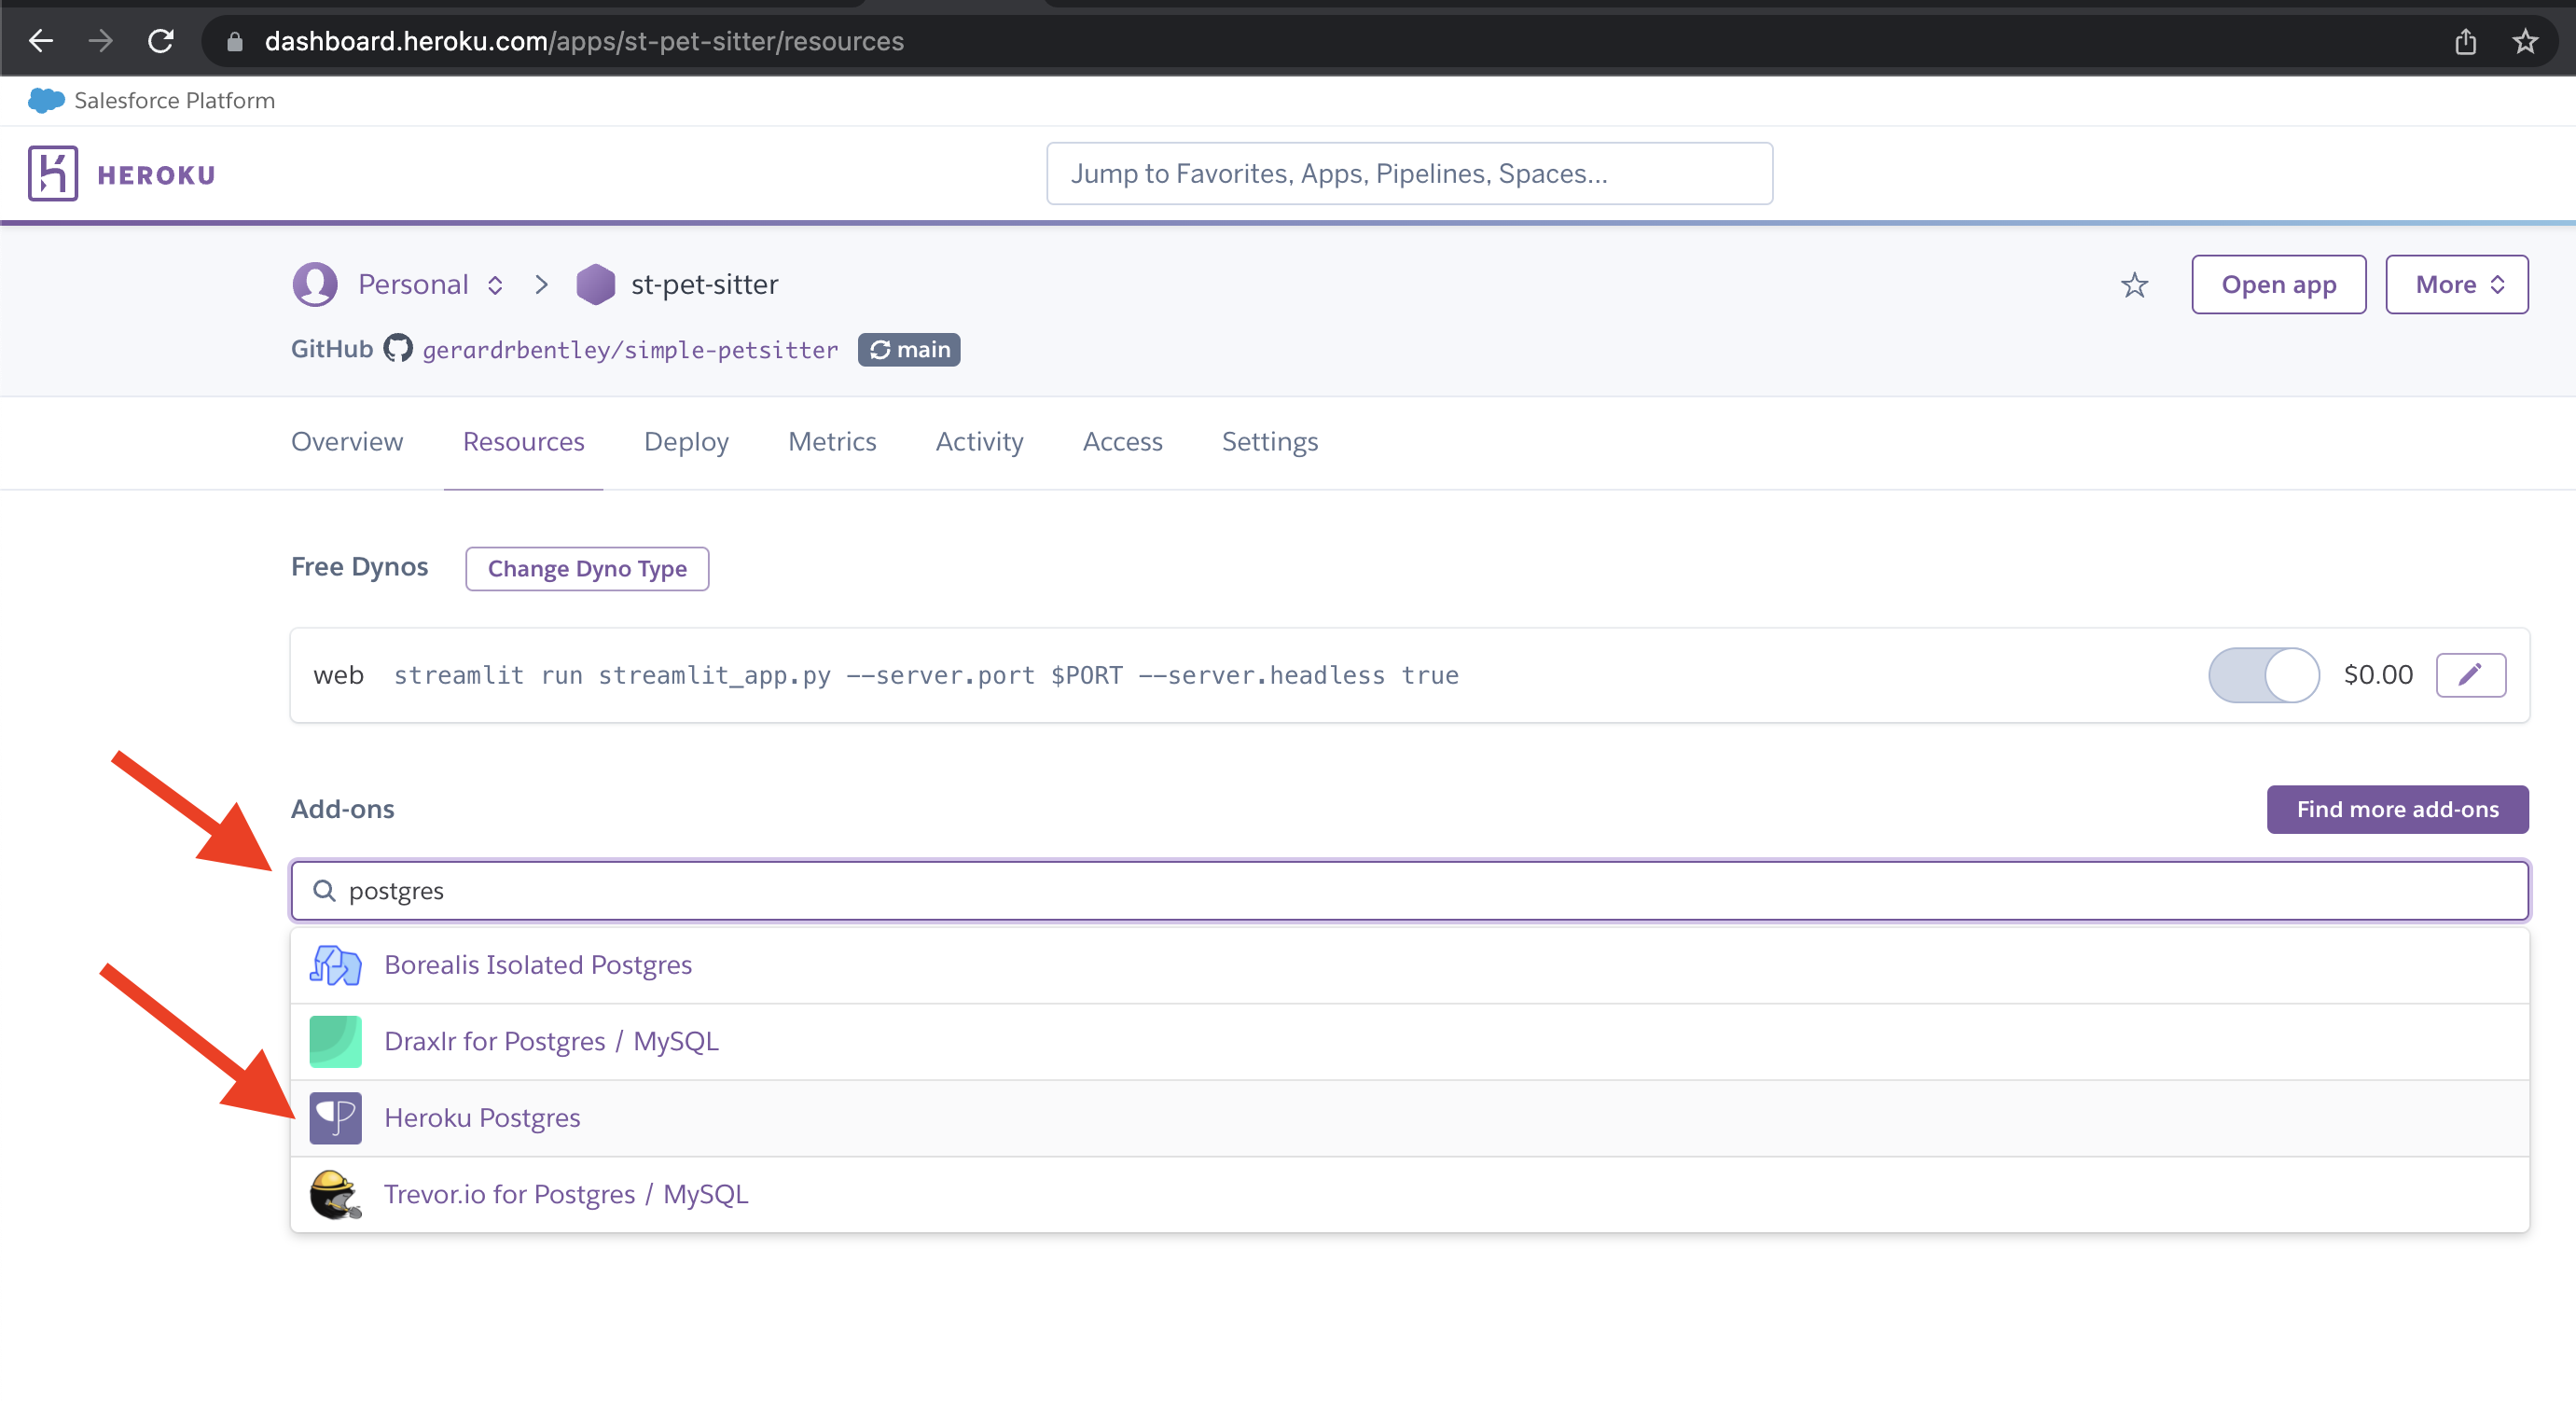 dashboard.heroku.com/apps/st-pet-sitter/resources
Salesforce Platform
HEROKU
Jump to Favorites, Apps, Pipelines, Spaces...
Personal
st-pet-sitter
Open app
More
GitHub gerardrbentley/simple-petsitter main
Overview Resources Deploy Metrics Activity Access Settings
Free Dynos
Change Dyno Type
web streamlit run streamlit_app.py --server.port $PORT --server.headless true
$0.00
Add-ons
Find more add-ons
postgres
Borealis Isolated Postgres
Draxlr for Postgres / MySQL
Heroku Postgres
Trevor.io for Postgres / MySQL